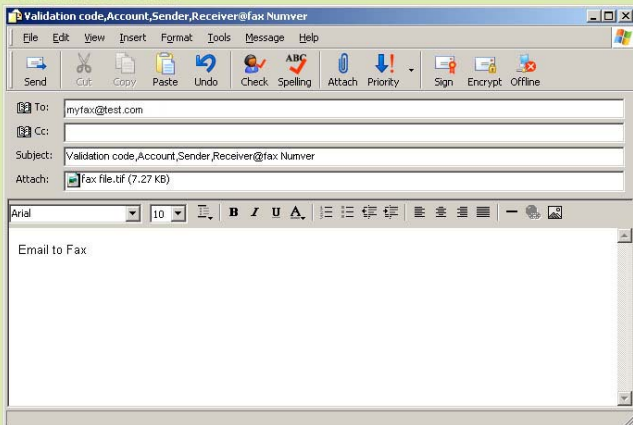 Validation code,Account,Sender,Receiver@fax Numver
File Edit View Insert Format Tools Message Help
ABC
Send Cut Copy Paste Undo Check Spelling Attach Priority Sign Encrypt Offline
To: myfax@test.com
Cc:
Subject: Validation code,Account,Sender,Receiver@fax Numver
Attach: fax file.tif (7.27 KB)
Arial 10 B I U A
Email to Fax